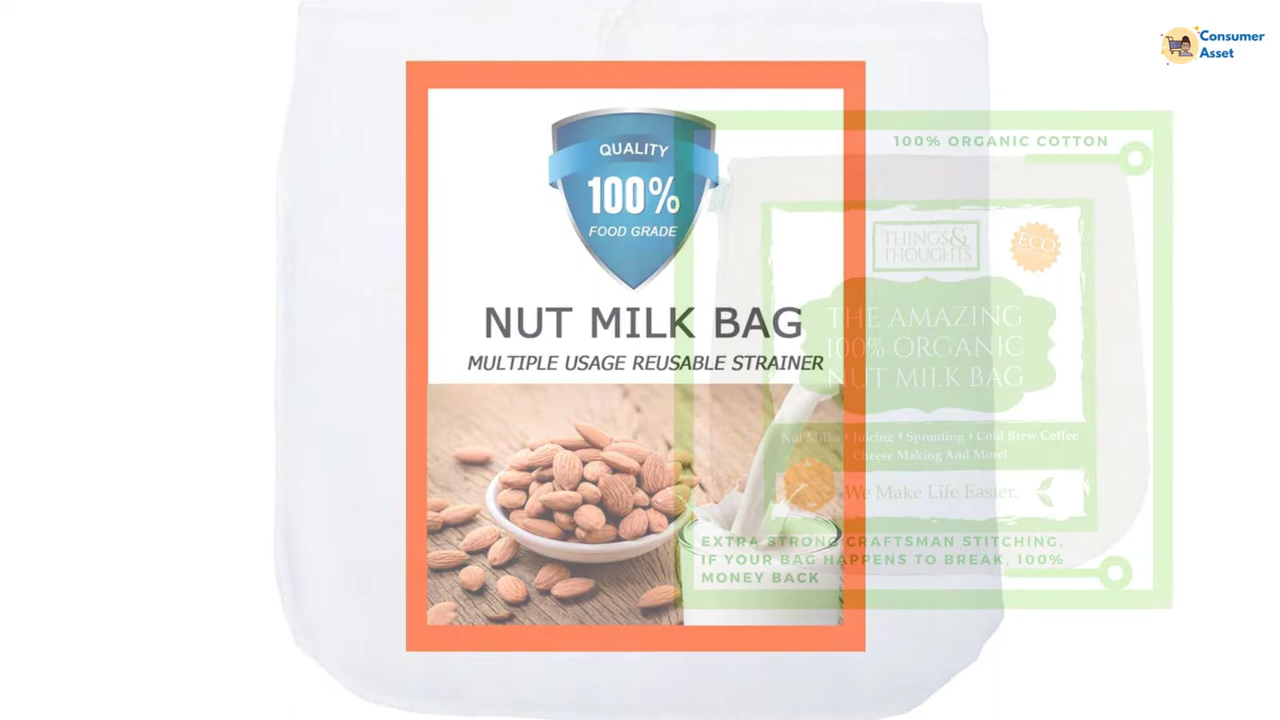 Consumer
Asset
QUALITY
100%
FOOD GRADE
NUT MILK BAG
MULTIPLE USAGE REUSABLE STRAINER
100% ORGANIC COTTON
THINGS&
THOUGHTS
ECO
THE AMAZING
100% ORGANIC
NUT MILK BAG
Nut Milks • Juicing • Sprouting • Cold Brew Coffee
Cheese Making And More!
We Make Life Easier.
EXTRA STRONG CRAFTSMAN STITCHING.
IF YOUR BAG HAPPENS TO BREAK, 100%
MONEY BACK